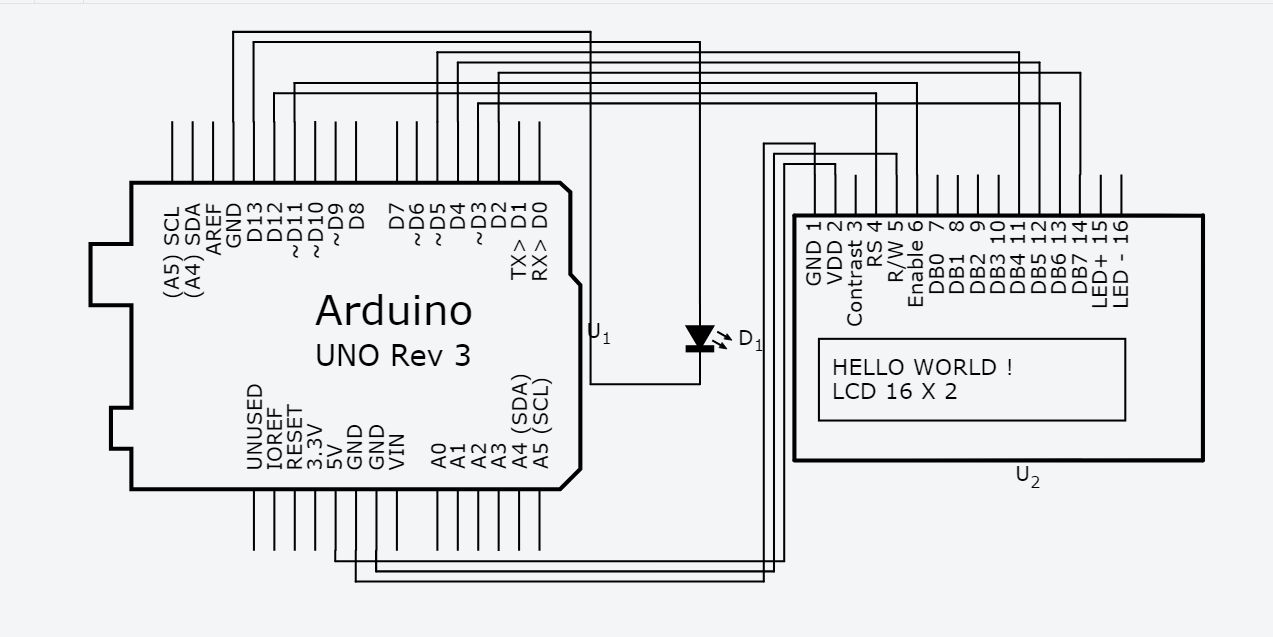 (A5) SCL
(A4) SDA
AREF
GND
D13
D12
~D11
~D10
~D9
D8
D7
~D6
~D5
D4
~D3
D2
TX> D1
RX> D0
Arduino
UNO Rev 3
U1
UNUSED
IOREF
RESET
3.3V
5V
GND
GND
VIN
A0
A1
A2
A3
A4 (SDA)
A5 (SCL)
D1
GND 1
VDD 2
Contrast 3
RS 4
R/W 5
Enable 6
DB0 7
DB1 8
DB2 9
DB3 10
DB4 11
DB5 12
DB6 13
DB7 14
LED+ 15
LED - 16
HELLO WORLD !
LCD 16 X 2
U2